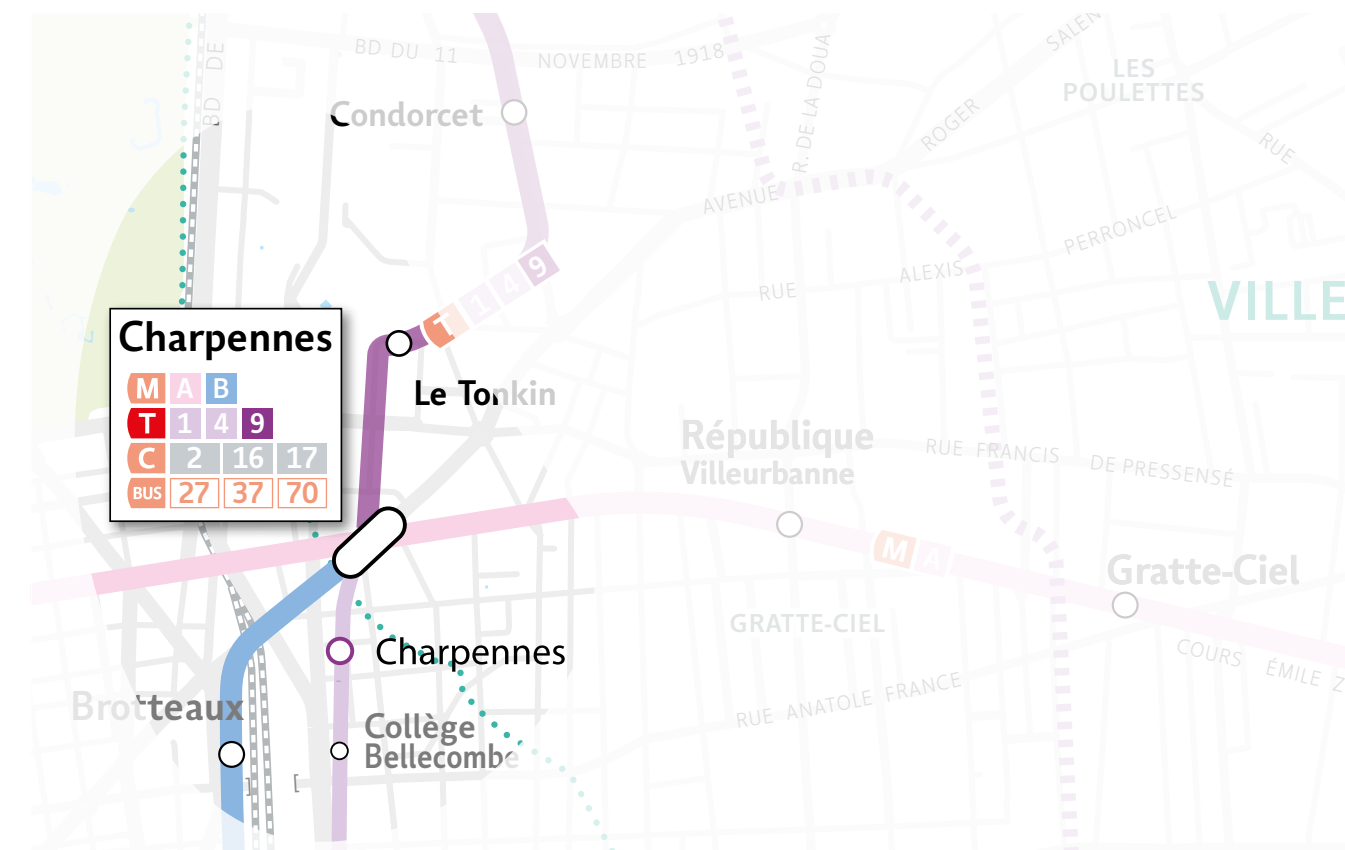 BD DU 11 NOVEMBRE 1918
BD DE
SALEN
R. DE LA DOUA
LES
POULETTES
Condorcet
ROGER
RUE
AVENUE
PERRONCEL
RUE ALEXIS
T 1 4 9
VILLE
Charpennes
M A B
T 1 4 9
C 2 16 17
BUS 27 37 70
Le Tonkin
République
Villeurbanne
RUE FRANCIS DE PRESSENSÉ
M A
Gratte-Ciel
GRATTE-CIEL
COURS ÉMILE Z
Charpennes
RUE ANATOLE FRANCE
Brotteaux
Collège
Bellecombe